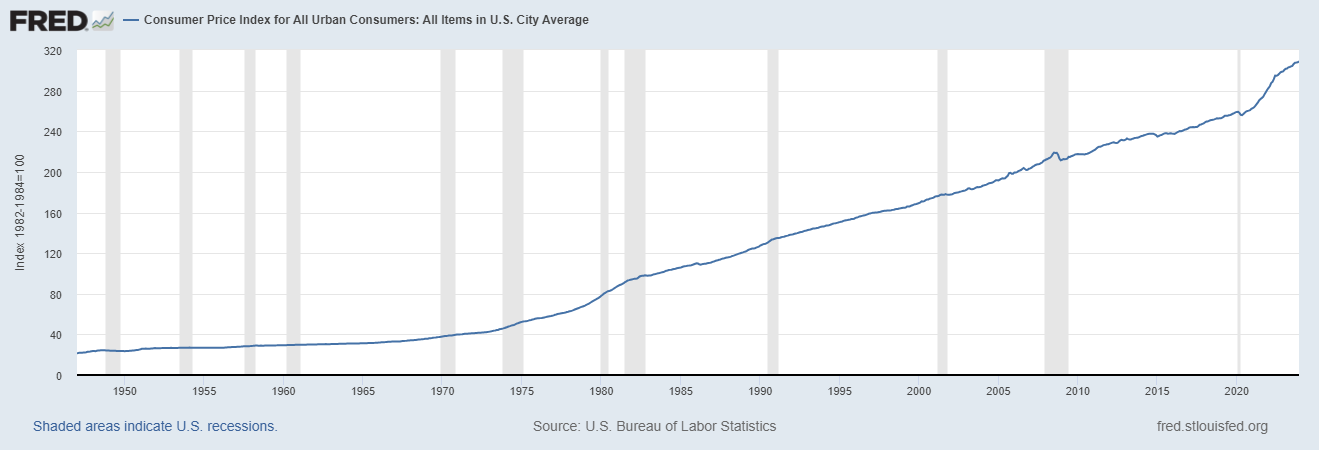 FRED
Consumer Price Index for All Urban Consumers: All Items in U.S. City Average
Index 1982-1984=100
320
280
240
200
160
120
80
40
0
1950 1955 1960 1965 1970 1975 1980 1985 1990 1995 2000 2005 2010 2015 2020
Shaded areas indicate U.S. recessions. Source: U.S. Bureau of Labor Statistics fred.stlouisfed.org